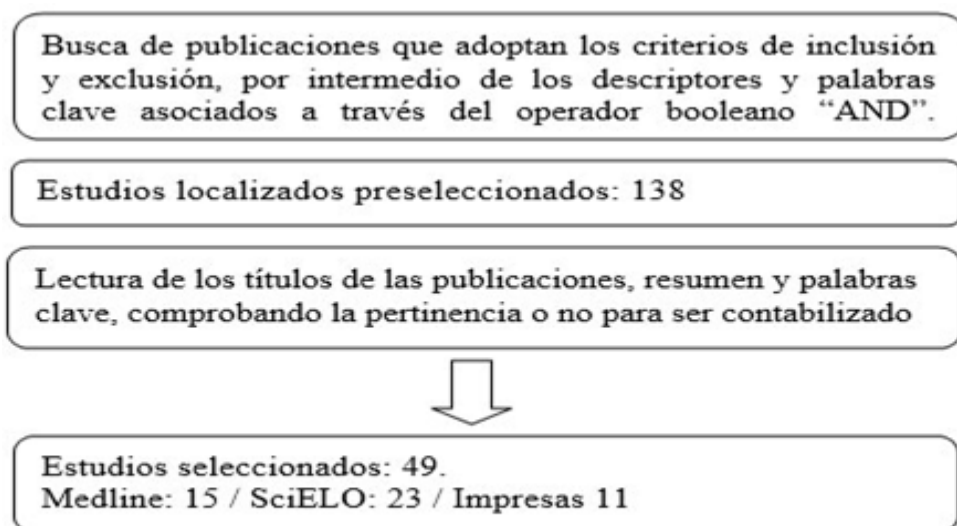 Busca de publicaciones que adoptan los criterios de inclusión
y exclusión, por intermedio de los descriptores y palabras
clave asociados a través del operador booleano “AND”.
Estudios localizados preseleccionados: 138
Lectura de los títulos de las publicaciones, resumen y palabras
clave, comprobando la pertinencia o no para ser contabilizado
Estudios seleccionados: 49.
Medline: 15 / SciELO: 23 / Impresas 11